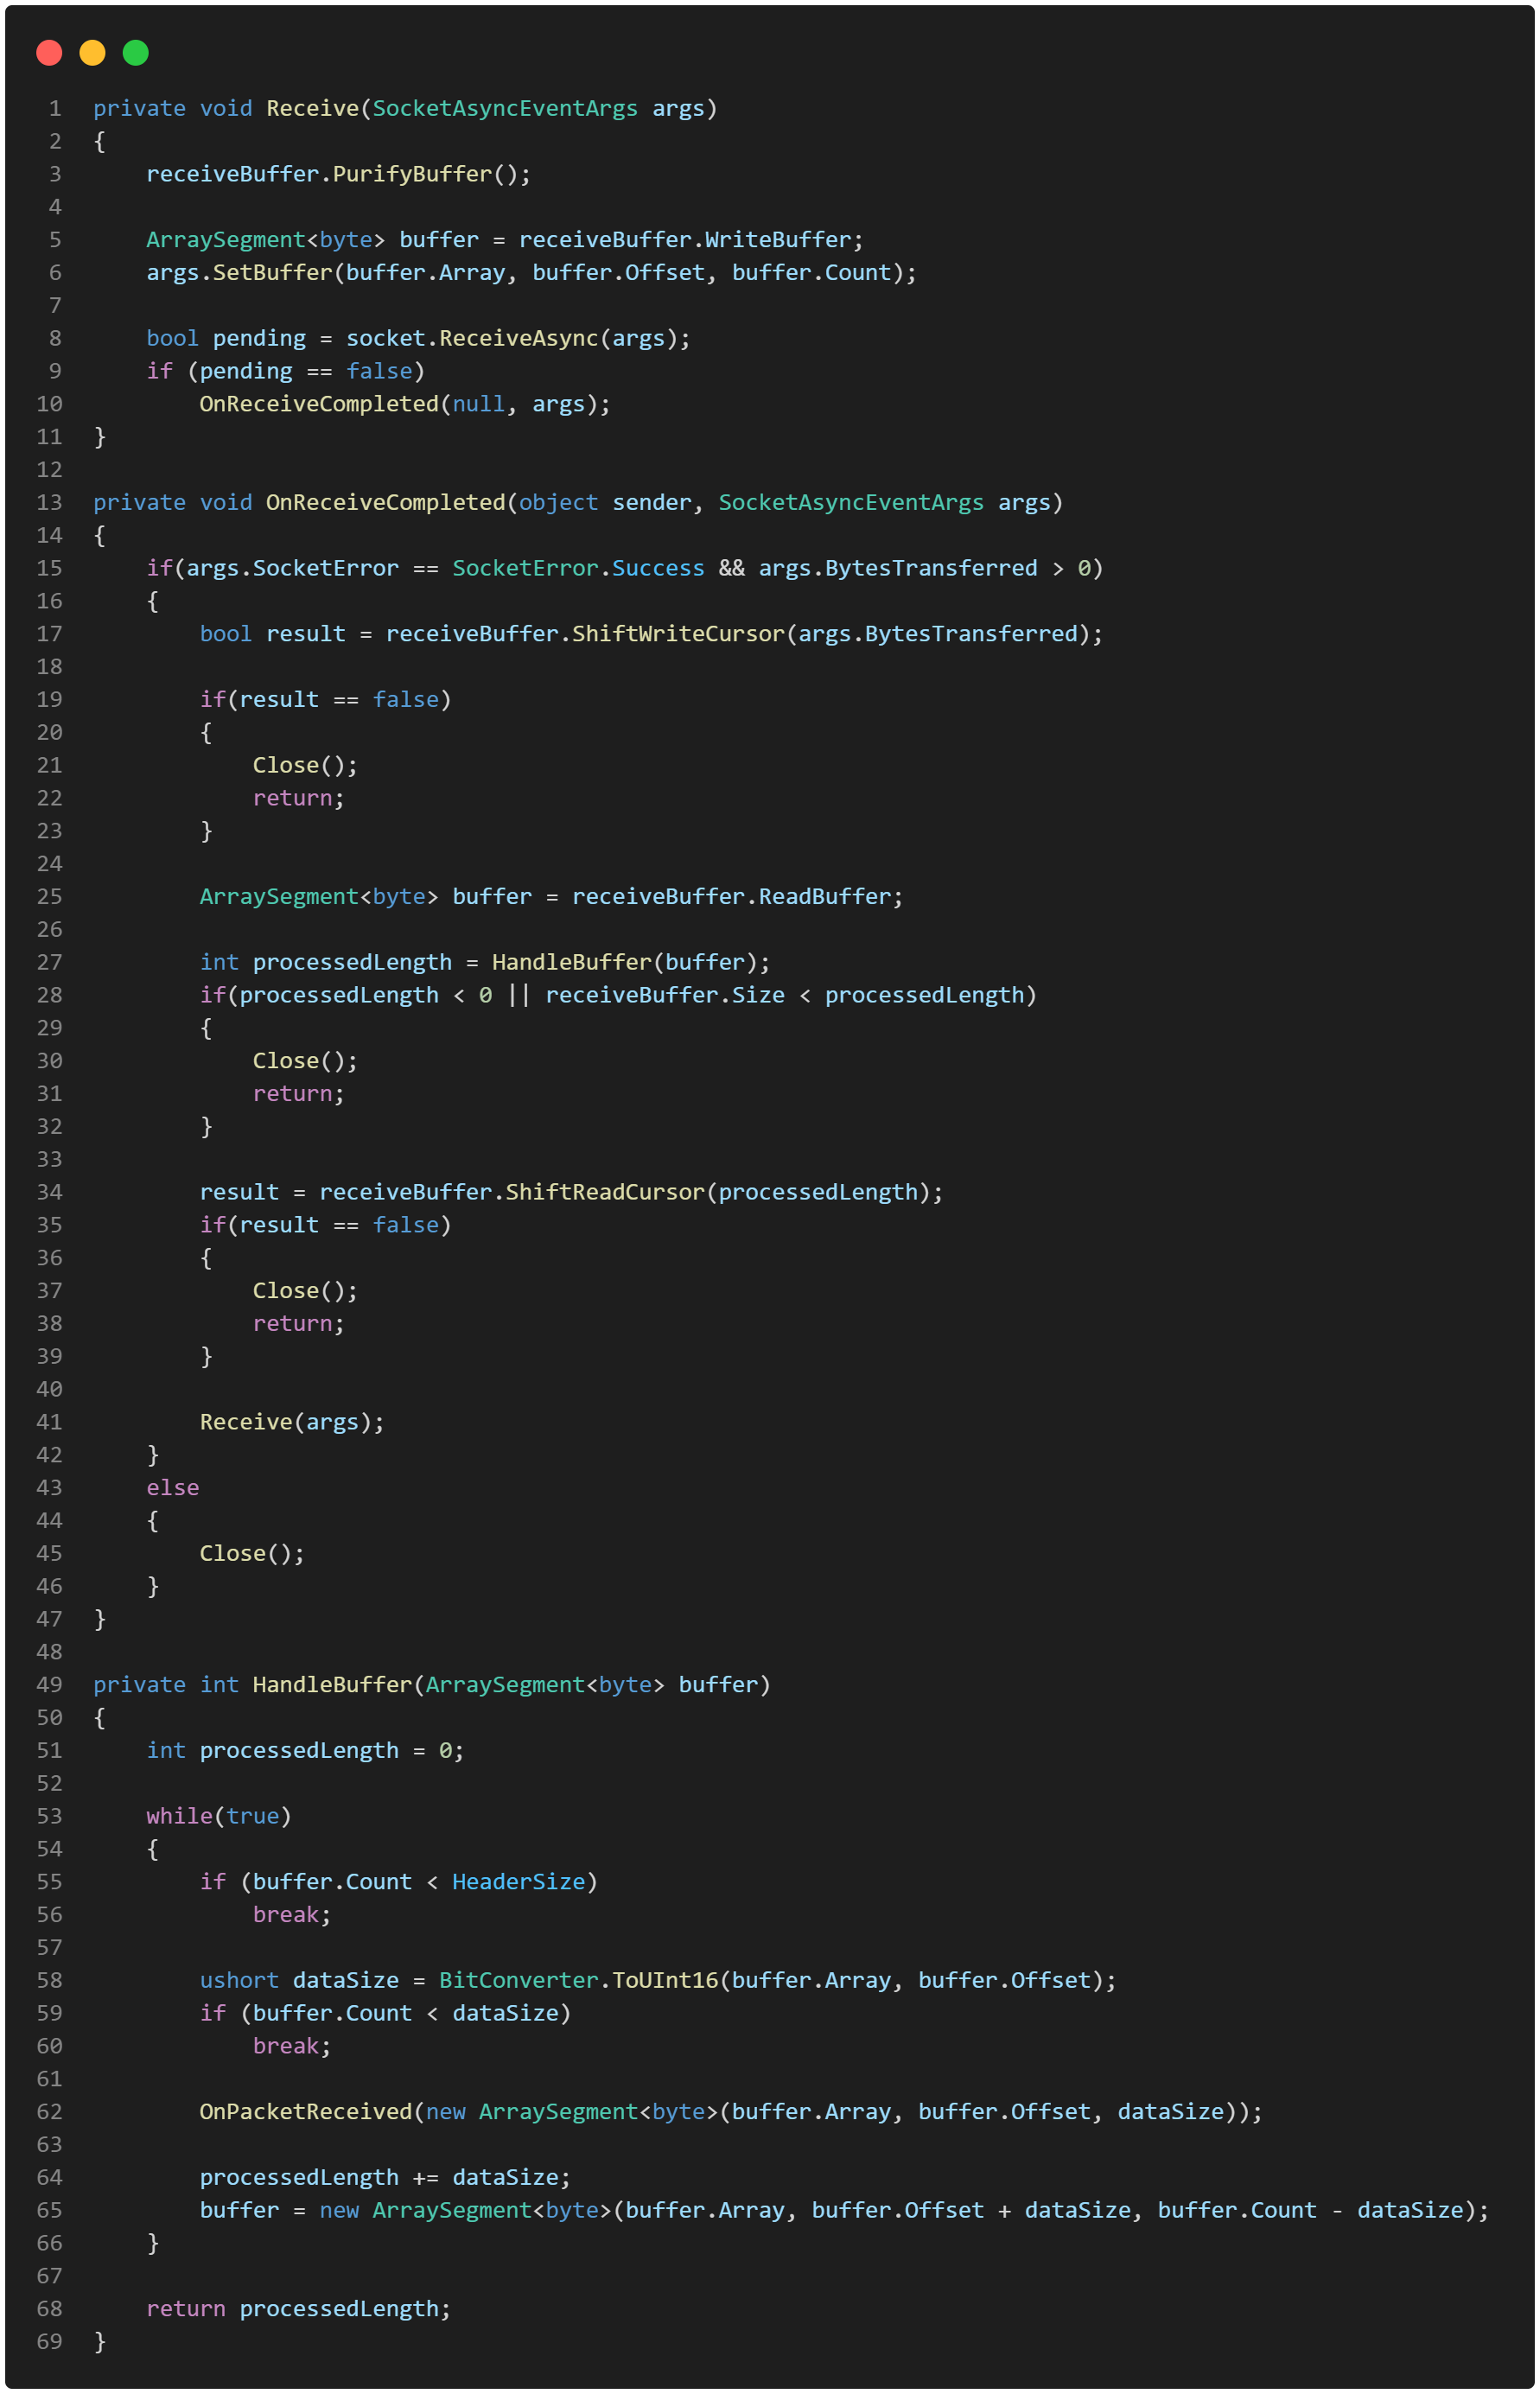 1 private void Receive(SocketAsyncEventArgs args)
2 {
3     receiveBuffer.PurifyBuffer();
4
5     ArraySegment<byte> buffer = receiveBuffer.WriteBuffer;
6     args.SetBuffer(buffer.Array, buffer.Offset, buffer.Count);
7
8     bool pending = socket.ReceiveAsync(args);
9     if (pending == false)
10         OnReceiveCompleted(null, args);
11 }
12
13 private void OnReceiveCompleted(object sender, SocketAsyncEventArgs args)
14 {
15     if(args.SocketError == SocketError.Success && args.BytesTransferred > 0)
16     {
17         bool result = receiveBuffer.ShiftWriteCursor(args.BytesTransferred);
18
19         if(result == false)
20         {
21             Close();
22             return;
23         }
24
25         ArraySegment<byte> buffer = receiveBuffer.ReadBuffer;
26
27         int processedLength = HandleBuffer(buffer);
28         if(processedLength < 0 || receiveBuffer.Size < processedLength)
29         {
30             Close();
31             return;
32         }
33
34         result = receiveBuffer.ShiftReadCursor(processedLength);
35         if(result == false)
36         {
37             Close();
38             return;
39         }
40
41         Receive(args);
42     }
43     else
44     {
45         Close();
46     }
47 }
48
49 private int HandleBuffer(ArraySegment<byte> buffer)
50 {
51     int processedLength = 0;
52
53     while(true)
54     {
55         if (buffer.Count < HeaderSize)
56             break;
57
58         ushort dataSize = BitConverter.ToUInt16(buffer.Array, buffer.Offset);
59         if (buffer.Count < dataSize)
60             break;
61
62         OnPacketReceived(new ArraySegment<byte>(buffer.Array, buffer.Offset, dataSize));
63
64         processedLength += dataSize;
65         buffer = new ArraySegment<byte>(buffer.Array, buffer.Offset + dataSize, buffer.Count - dataSize);
66     }
67
68     return processedLength;
69 }